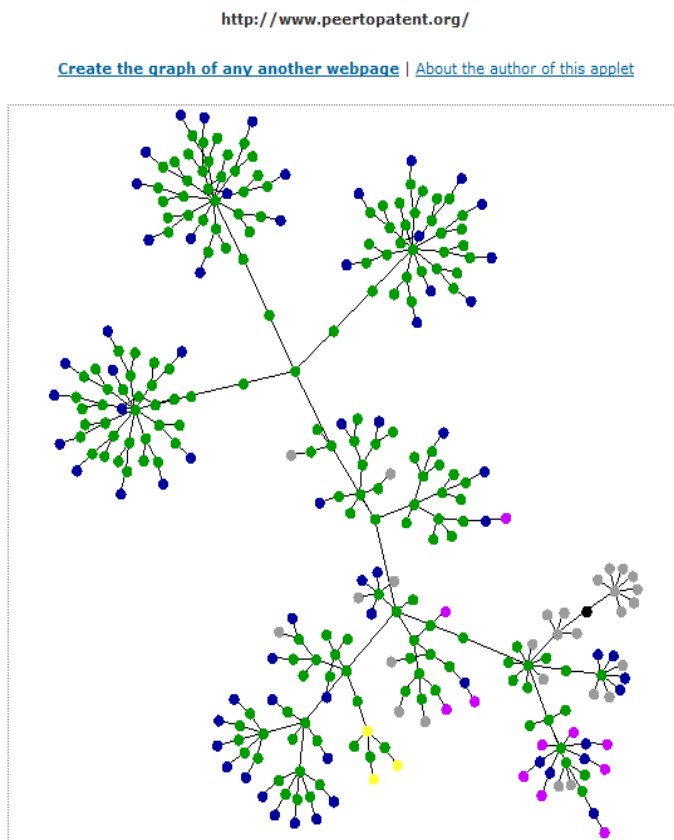 http://www.peertopatent.org/
Create the graph of any another webpage | About the author of this applet